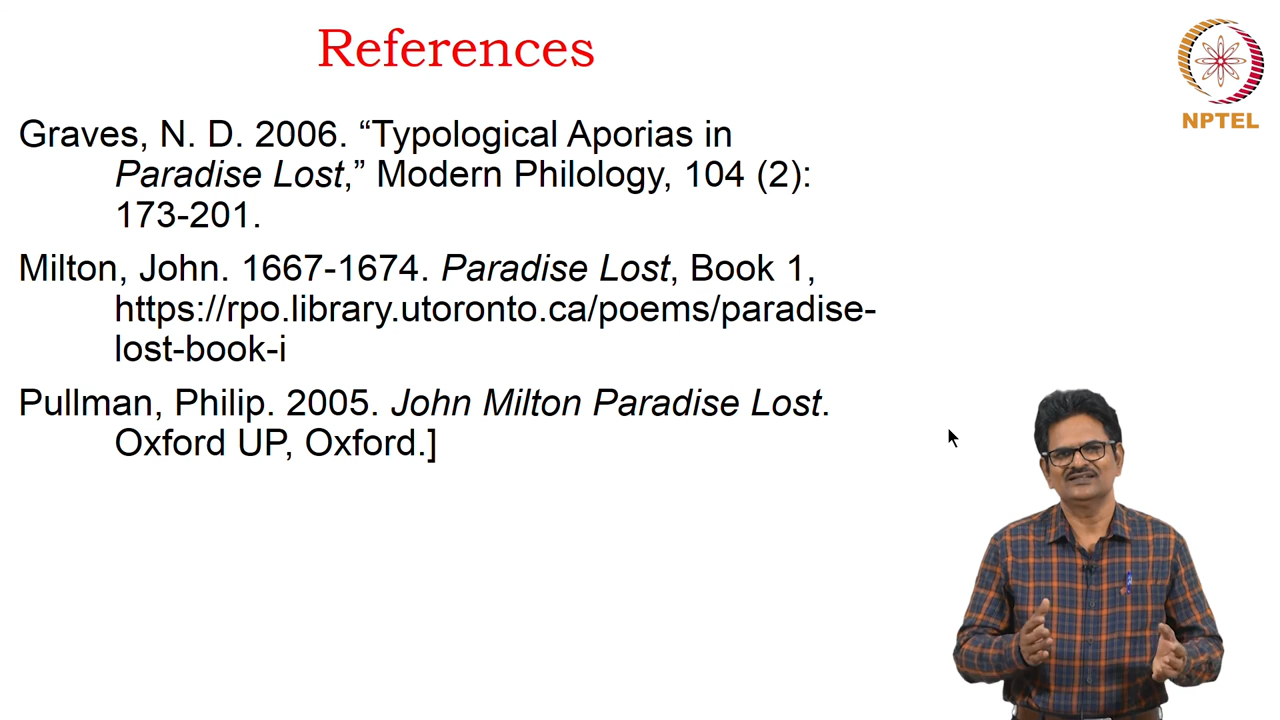 References
NPTEL
Graves, N. D. 2006. “Typological Aporias in
Paradise Lost,” Modern Philology, 104 (2):
173-201.
Milton, John. 1667-1674. Paradise Lost, Book 1,
https://rpo.library.utoronto.ca/poems/paradise-
lost-book-i
Pullman, Philip. 2005. John Milton Paradise Lost.
Oxford UP, Oxford.]